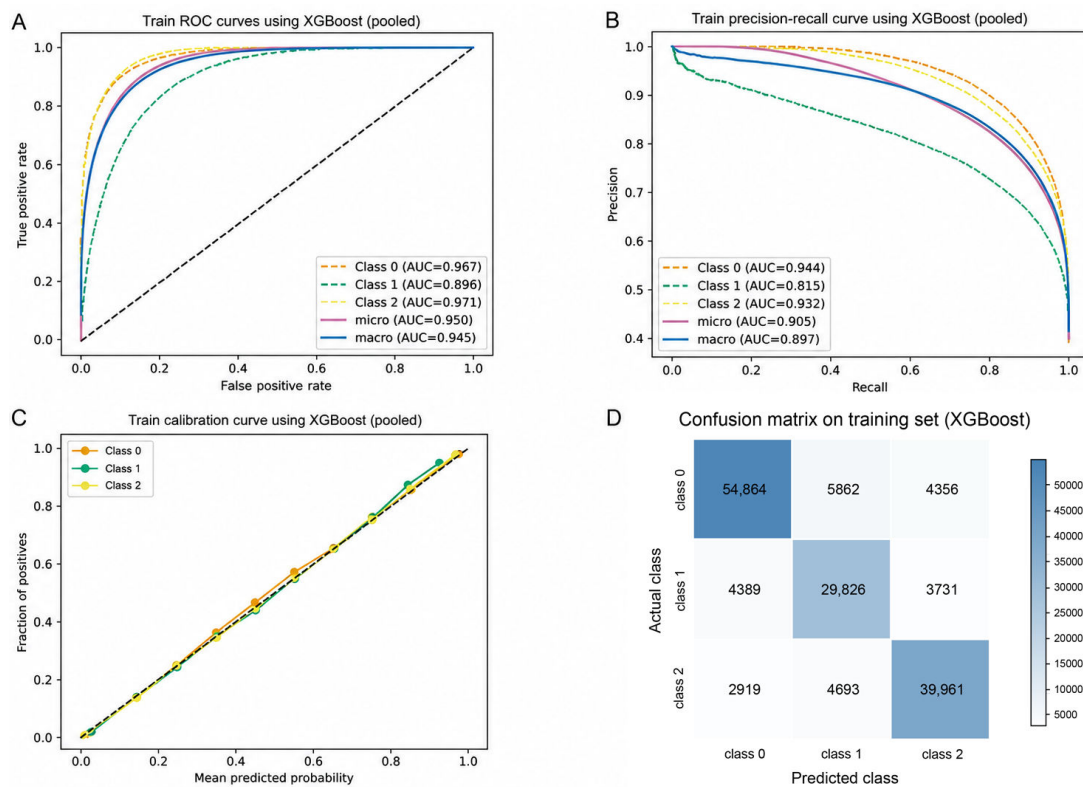 A
Train ROC curves using XGBoost (pooled)
1.0
0.8
0.6
0.4
0.2
0.0
True positive rate
0.0 0.2 0.4 0.6 0.8 1.0
False positive rate
Class 0 (AUC=0.967)
Class 1 (AUC=0.896)
Class 2 (AUC=0.971)
micro (AUC=0.950)
macro (AUC=0.945)
B
Train precision-recall curve using XGBoost (pooled)
1.0
0.9
0.8
0.7
0.6
0.5
0.4
Precision
0.0 0.2 0.4 0.6 0.8 1.0
Recall
Class 0 (AUC=0.944)
Class 1 (AUC=0.815)
Class 2 (AUC=0.932)
micro (AUC=0.905)
macro (AUC=0.897)
C
Train calibration curve using XGBoost (pooled)
1.0
0.8
0.6
0.4
0.2
0.0
Fraction of positives
0.0 0.2 0.4 0.6 0.8 1.0
Mean predicted probability
Class 0
Class 1
Class 2
D
Confusion matrix on training set (XGBoost)
Actual class
class 0
54,864 5862 4356
class 1
4389 29,826 3731
class 2
2919 4693 39,961
class 0 class 1 class 2
Predicted class
50000
45000
40000
35000
30000
25000
20000
15000
10000
5000